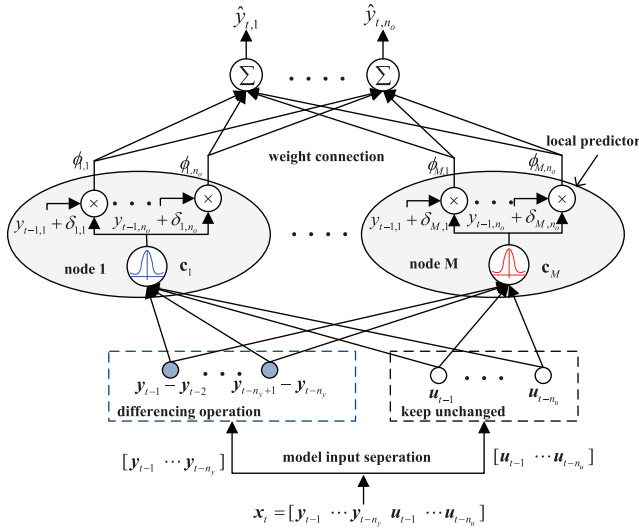 ŷ_{t,1} ŷ_{t,n_o}
Σ . . . . Σ
ϕ_{1,1} ϕ_{1,n_o} weight connection ϕ_{M,1} ϕ_{M,n_o} local predictor
× . . . × × . . . ×
y_{t−1,1} + δ_{1,1} y_{t−1,n_o} + δ_{1,n_o} . . . . y_{t−1,1} + δ_{M,1} y_{t−1,n_o} + δ_{M,n_o}
node 1 c_1 node M c_M
. . . . . .
y_{t−1} − y_{t−2} y_{t−n_y+1} − y_{t−n_y} u_{t−1} u_{t−n_u}
differencing operation keep unchanged
[y_{t−1} ⋯ y_{t−n_y}] model input seperation [u_{t−1} ⋯ u_{t−n_u}]
x_t = [y_{t−1} ⋯ y_{t−n_y} u_{t−1} ⋯ u_{t−n_u}]